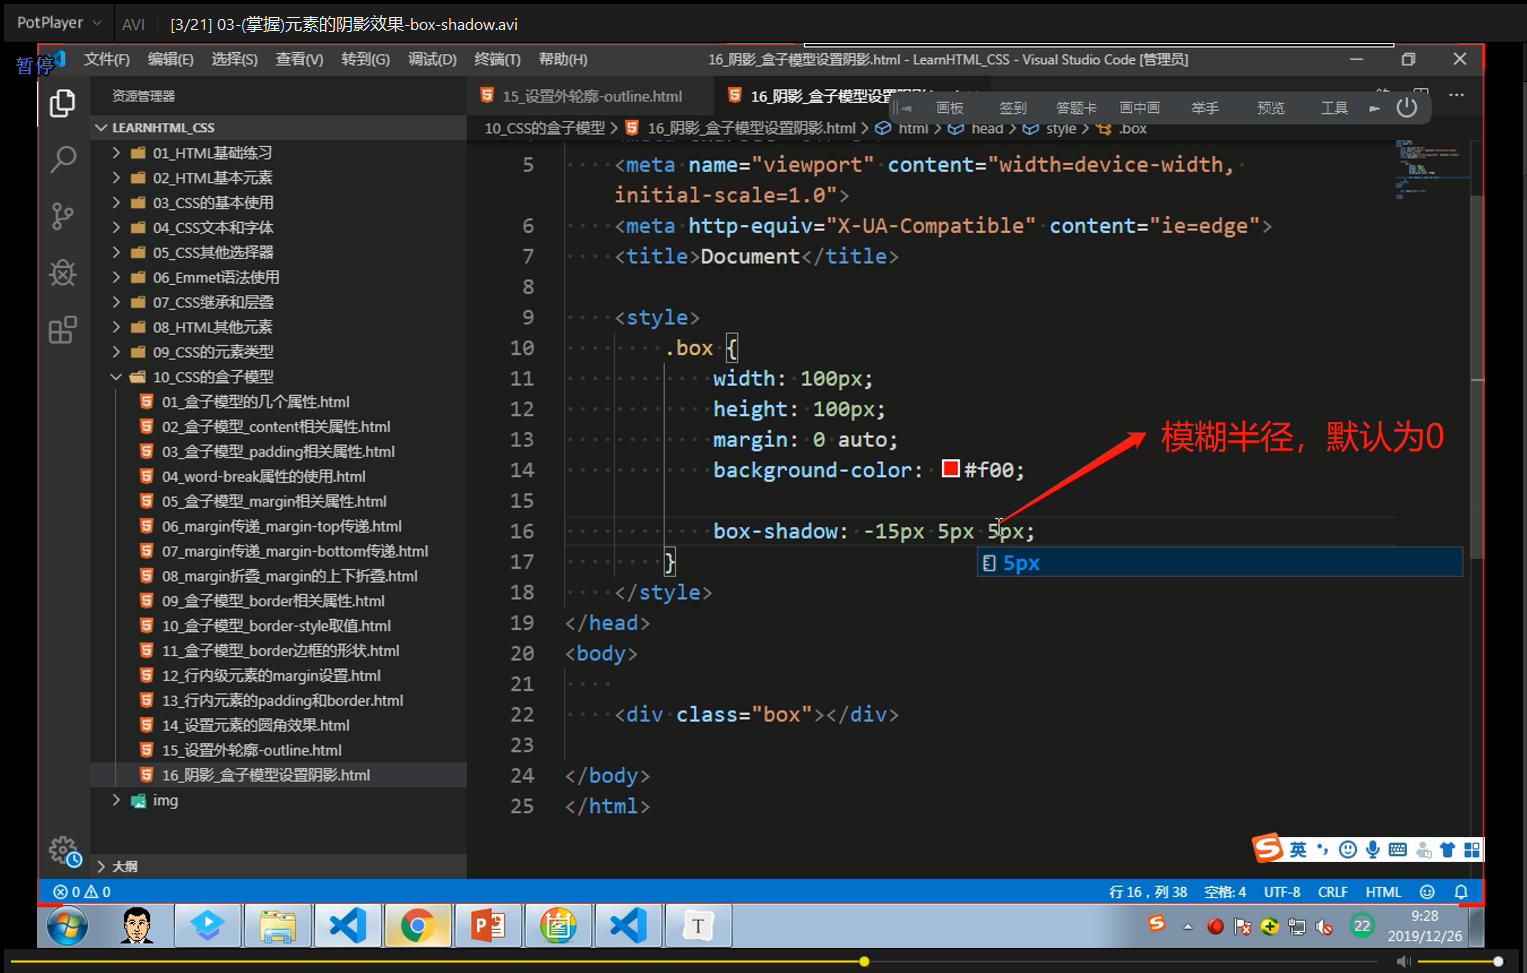 PotPlayer AVI [3/21] 03-(掌握)元素的阴影效果-box-shadow.avi
暂停
文件(F) 编辑(E) 选择(S) 查看(V) 转到(G) 调试(D) 终端(T) 帮助(H) 16_阴影_盒子模型设置阴影.html - LearnHTML_CSS - Visual Studio Code [管理员]
资源管理器
15_设置外轮廓-outline.html 16_阴影_盒子模型设置
画板 签到 答题卡 画中画 举手 预览 工具
10_CSS的盒子模型 > 16_阴影_盒子模型设置阴影.html > html > head > style > .box
LEARNHTML_CSS
01_HTML基础练习
02_HTML基本元素
03_CSS的基本使用
04_CSS文本和字体
05_CSS其他选择器
06_Emmet语法使用
07_CSS继承和层叠
08_HTML其他元素
09_CSS的元素类型
10_CSS的盒子模型
01_盒子模型的几个属性.html
02_盒子模型_content相关属性.html
03_盒子模型_padding相关属性.html
04_word-break属性的使用.html
05_盒子模型_margin相关属性.html
06_margin传递_margin-top传递.html
07_margin传递_margin-bottom传递.html
08_margin折叠_margin的上下折叠.html
09_盒子模型_border相关属性.html
10_盒子模型_border-style取值.html
11_盒子模型_border边框的形状.html
12_行内级元素的margin设置.html
13_行内元素的padding和border.html
14_设置元素的圆角效果.html
15_设置外轮廓-outline.html
16_阴影_盒子模型设置阴影.html
img
大纲
5 <meta name="viewport" content="width=device-width,
initial-scale=1.0">
6 <meta http-equiv="X-UA-Compatible" content="ie=edge">
7 <title>Document</title>
8
9 <style>
10 .box {
11 width: 100px;
12 height: 100px;
13 margin: 0 auto;
14 background-color: #f00;
15
16 box-shadow: -15px 5px 5px;
17 }
5px
18 </style>
19 </head>
20 <body>
21
22 <div class="box"></div>
23
24 </body>
25 </html>
模糊半径，默认为0
英
0 0 行 16，列 38 空格: 4 UTF-8 CRLF HTML
22 9:28
2019/12/26